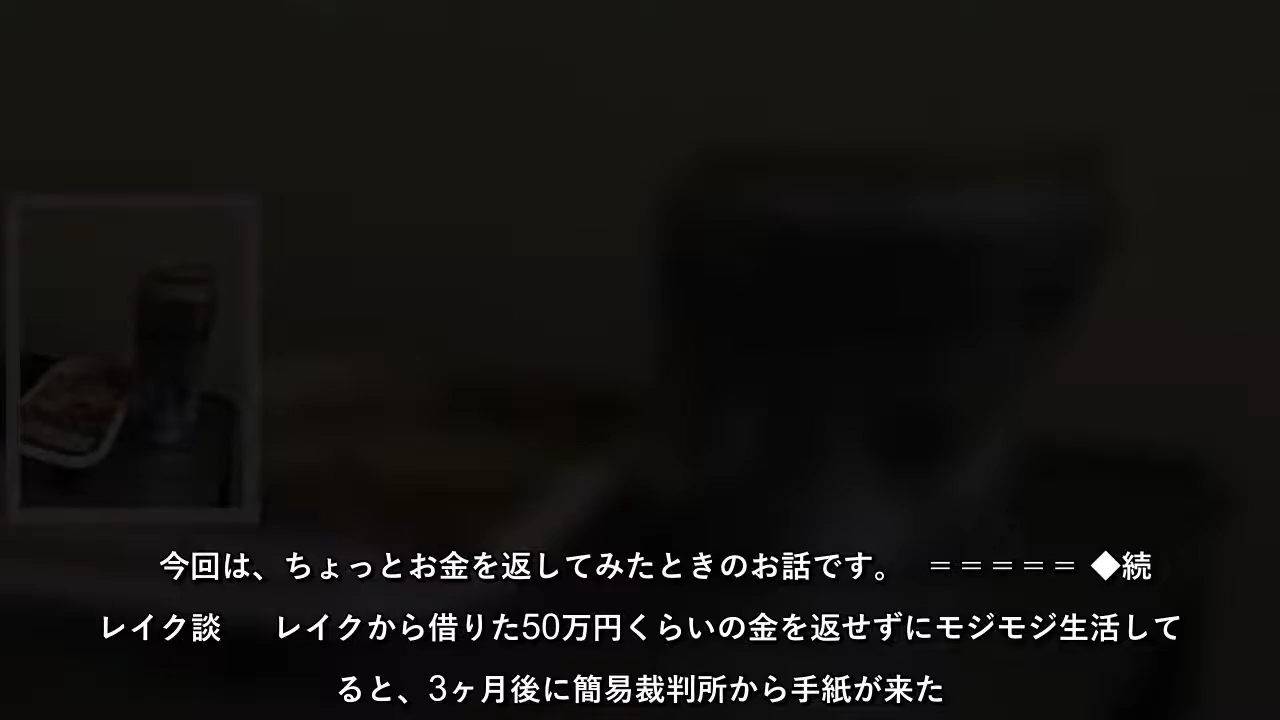 今回は、ちょっとお金を返してみたときのお話です。 ＝＝＝＝＝ ◆続
レイク談　 レイクから借りた50万円くらいの金を返せずにモジモジ生活して
ると、3ヶ月後に簡易裁判所から手紙が来た